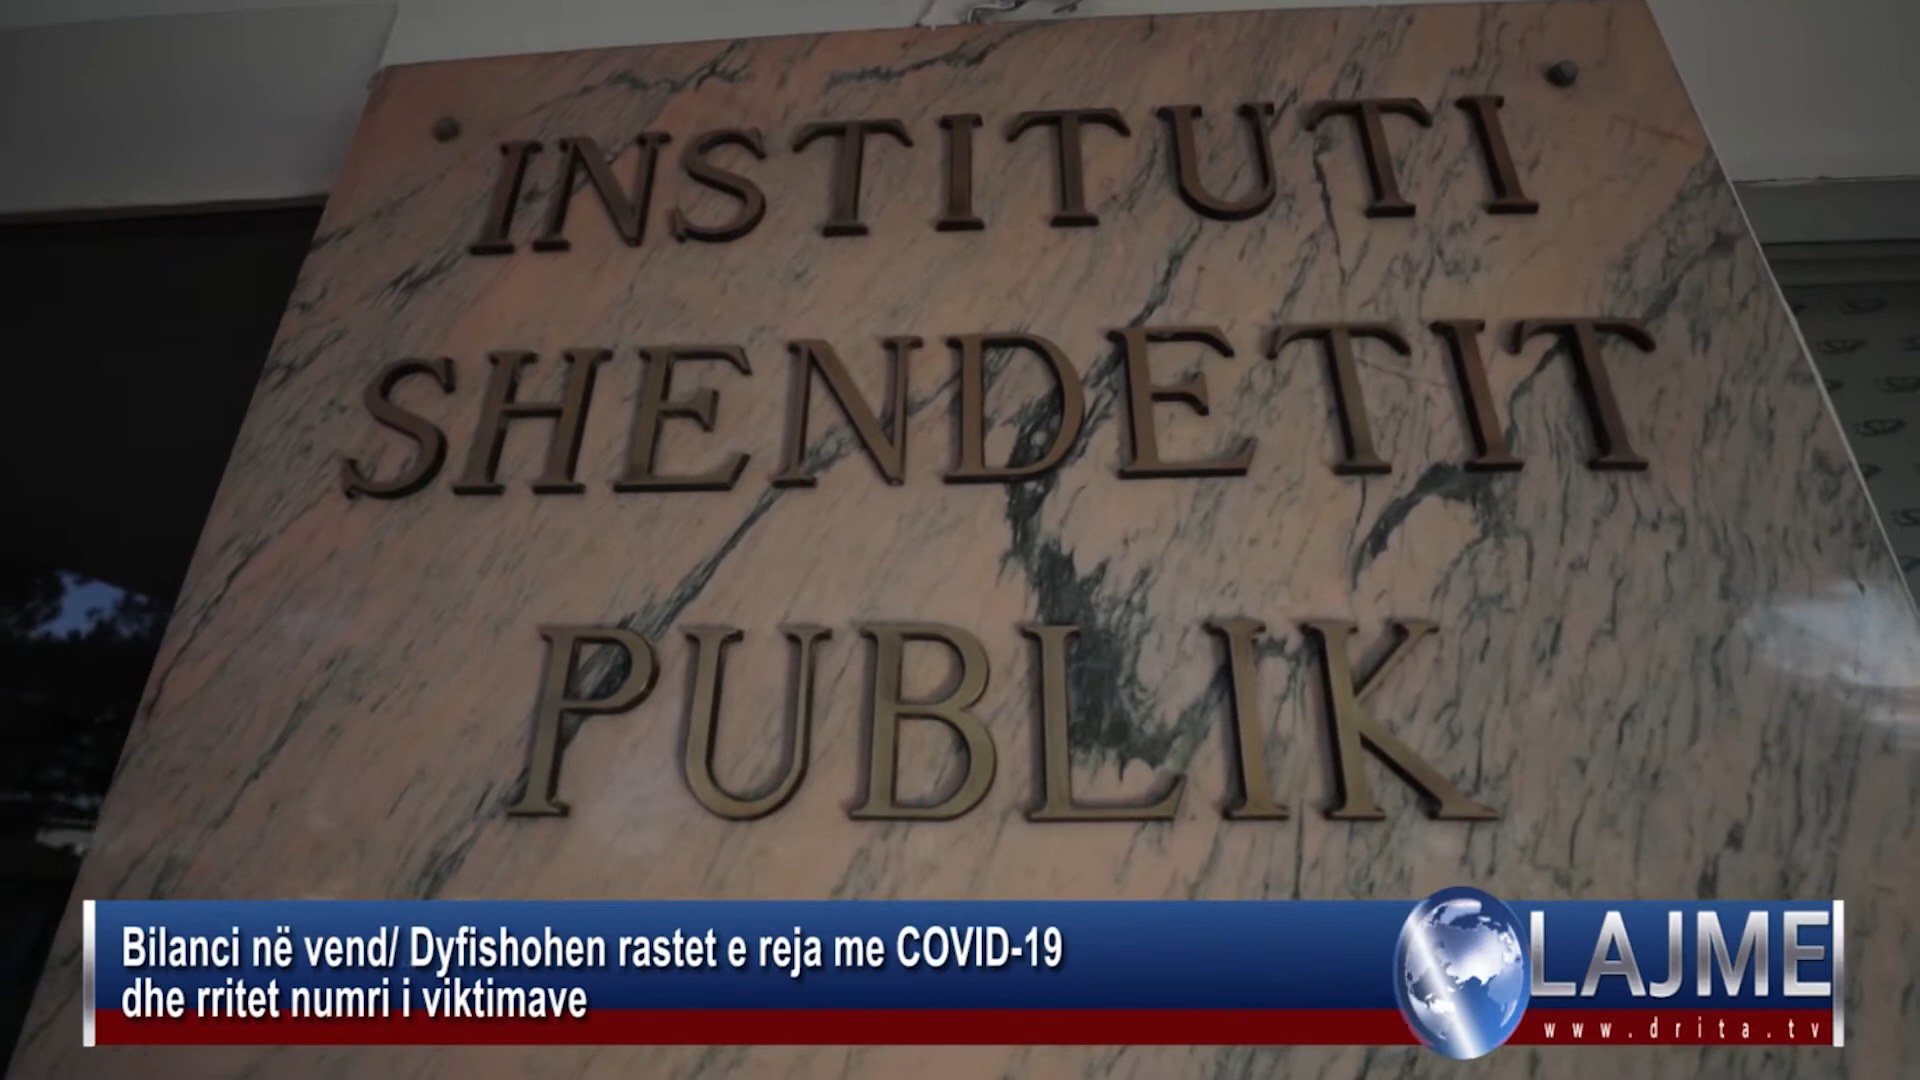 INSTITUTI
SHENDETIT
PUBLIK
Bilanci në vend/ Dyfishohen rastet e reja me COVID-19
dhe rritet numri i viktimave
LAJME
www.drita.tv